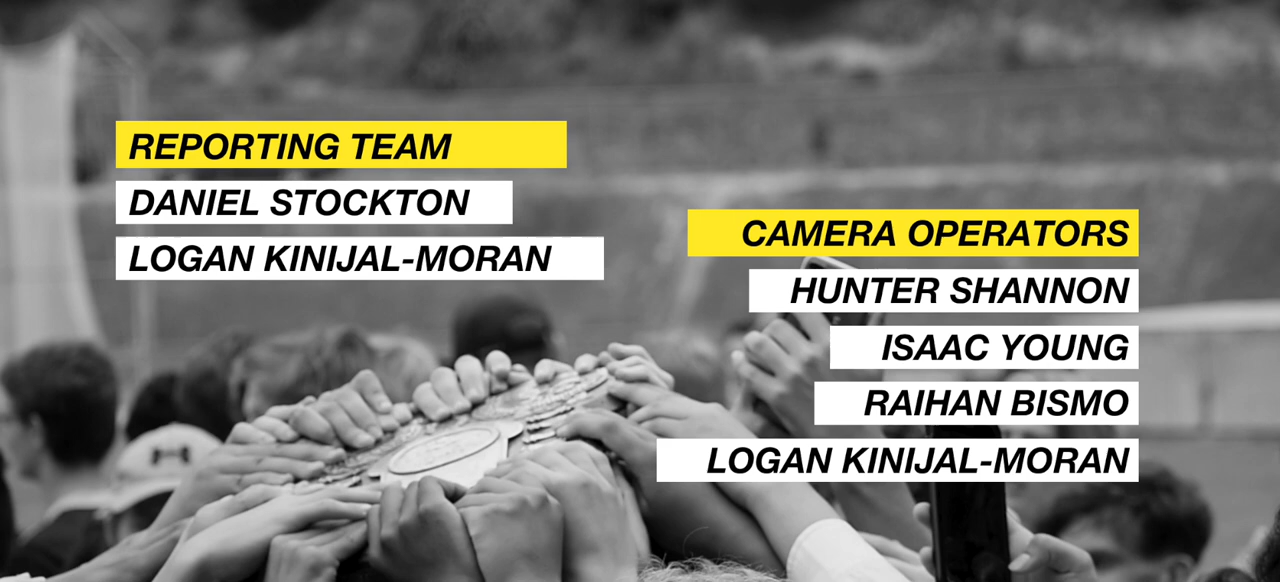 REPORTING TEAM
DANIEL STOCKTON
LOGAN KINIJAL-MORAN
CAMERA OPERATORS
HUNTER SHANNON
ISAAC YOUNG
RAIHAN BISMO
LOGAN KINIJAL-MORAN